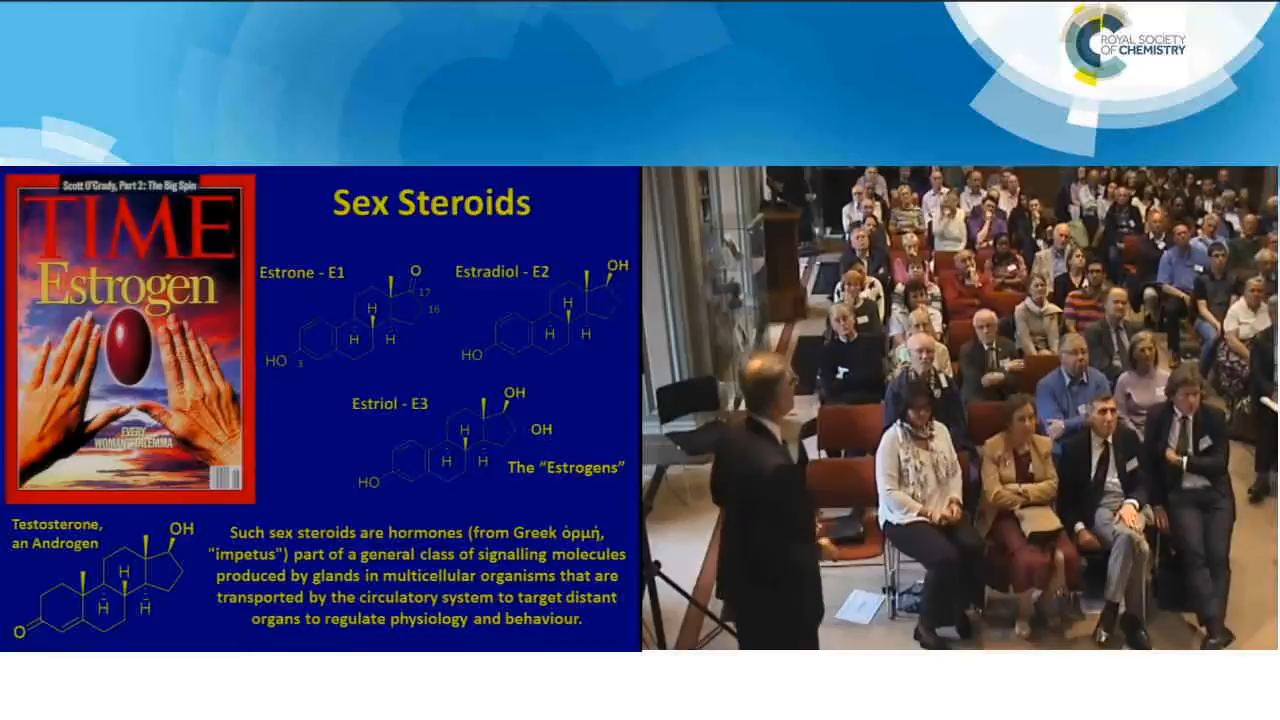 ROYAL SOCIETY
OF CHEMISTRY
Scott O'Grady, Part 2: The Big Spin
TIME
Estrogen
EVERY
WOMAN'S DILEMMA
Sex Steroids
Estrone - E1
O
17
16
H
H
H
HO
3
Estradiol - E2
OH
H
H
H
HO
Estriol - E3
OH
OH
H
H
H
HO
The “Estrogens”
Testosterone,
an Androgen
OH
H
H
H
O
Such sex steroids are hormones (from Greek ὁρμή,
"impetus") part of a general class of signalling molecules
produced by glands in multicellular organisms that are
transported by the circulatory system to target distant
organs to regulate physiology and behaviour.